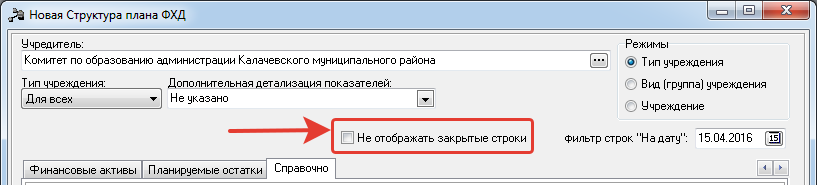 Новая Структура плана ФХД
Учредитель:
Комитет по образованию администрации Калачевского муниципального района
Режимы
Тип учреждения
Вид (группа) учреждения
Учреждение
Тип учреждения:
Для всех
Дополнительная детализация показателей:
Не указано
Не отображать закрытые строки
фильтр строк "На дату":
15.04.2016
15
Финансовые активы
Планируемые остатки
Справочно